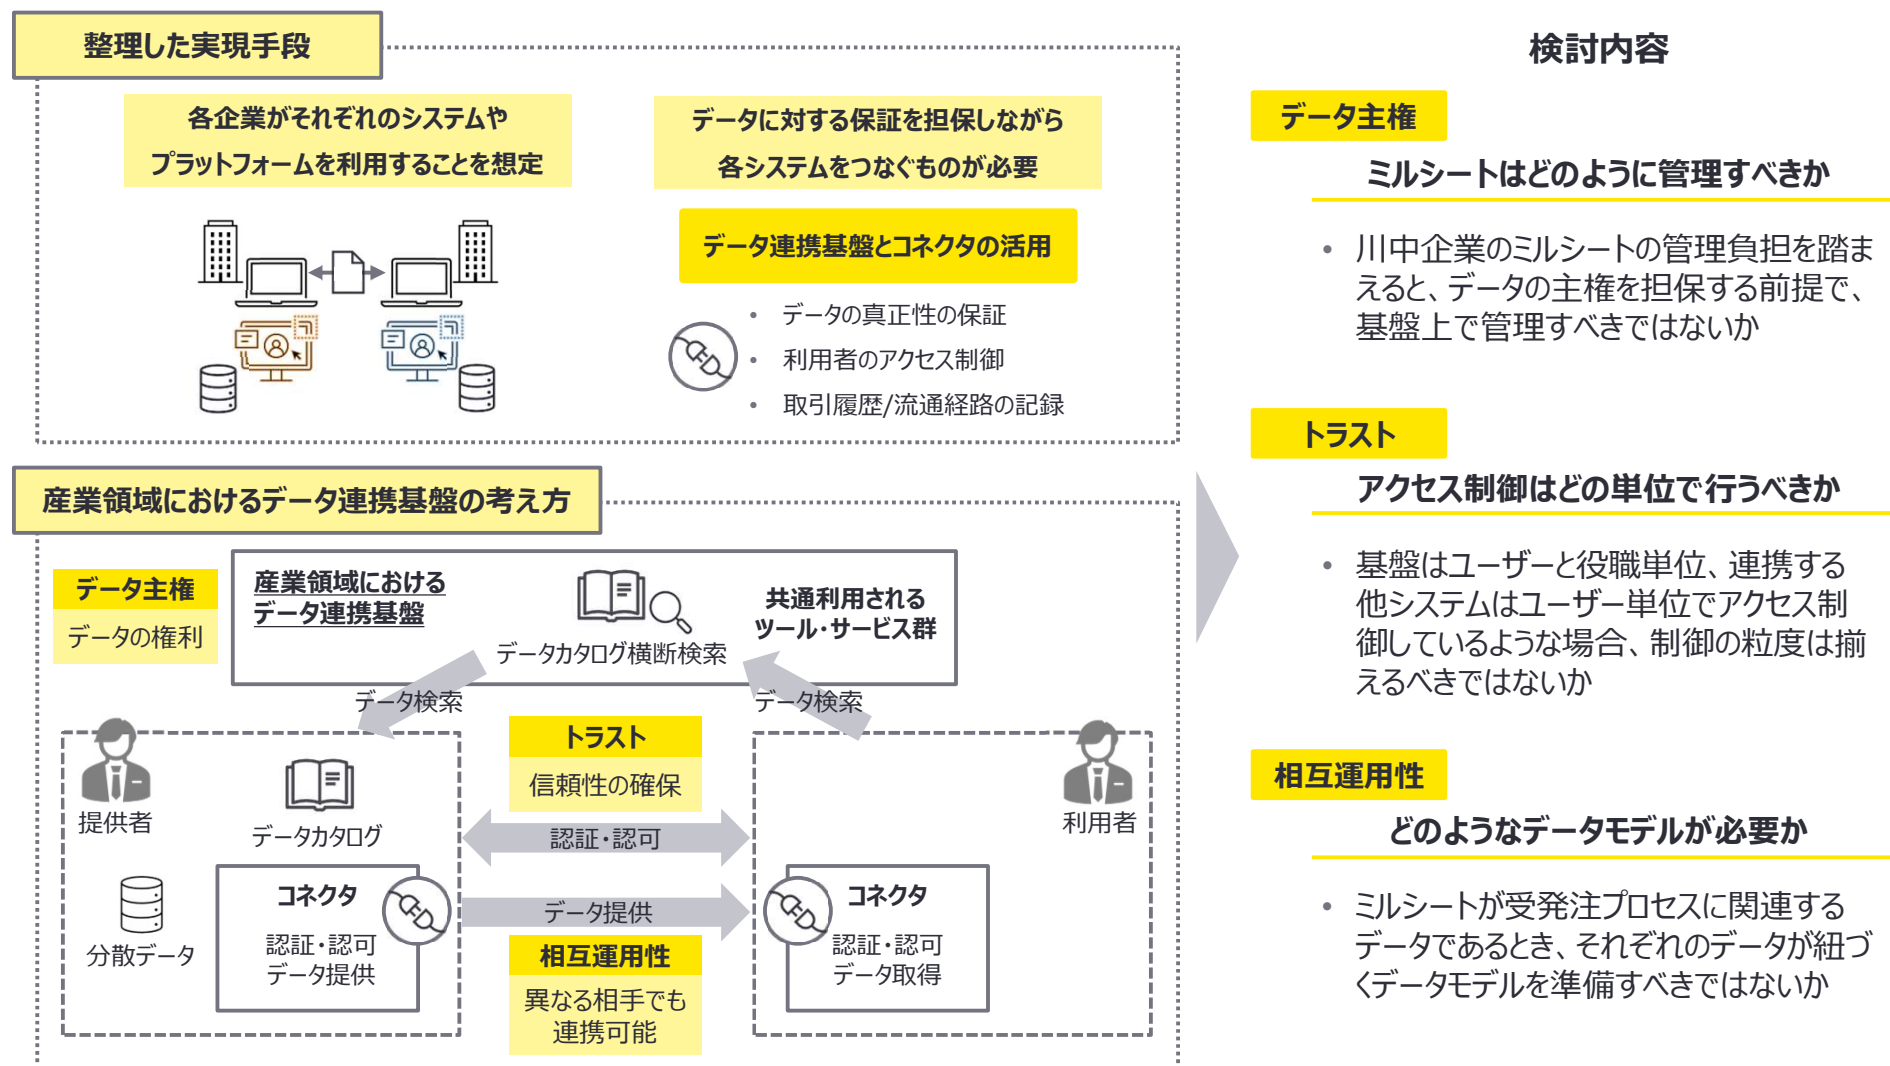 整理した実現手段
各企業がそれぞれのシステムや
プラットフォームを利用することを想定
データに対する保証を担保しながら
各システムをつなぐものが必要
データ連携基盤とコネクタの活用
• データの真正性の保証
• 利用者のアクセス制御
• 取引履歴/流通経路の記録
産業領域におけるデータ連携基盤の考え方
データ主権
データの権利
産業領域における
データ連携基盤
データカタログ横断検索
共通利用される
ツール・サービス群
データ検索
データ検索
トラスト
信頼性の確保
提供者
データカタログ
認証・認可
利用者
分散データ
コネクタ
認証・認可
データ提供
データ提供
相互運用性
異なる相手でも
連携可能
コネクタ
認証・認可
データ取得
検討内容
データ主権
ミルシートはどのように管理すべきか
• 川中企業のミルシートの管理負担を踏ま
えると、データの主権を担保する前提で、
基盤上で管理すべきではないか
トラスト
アクセス制御はどの単位で行うべきか
• 基盤はユーザーと役職単位、連携する
他システムはユーザー単位でアクセス制
御しているような場合、制御の粒度は揃
えるべきではないか
相互運用性
どのようなデータモデルが必要か
• ミルシートが受発注プロセスに関連する
データであるとき、それぞれのデータが紐づ
くデータモデルを準備すべきではないか